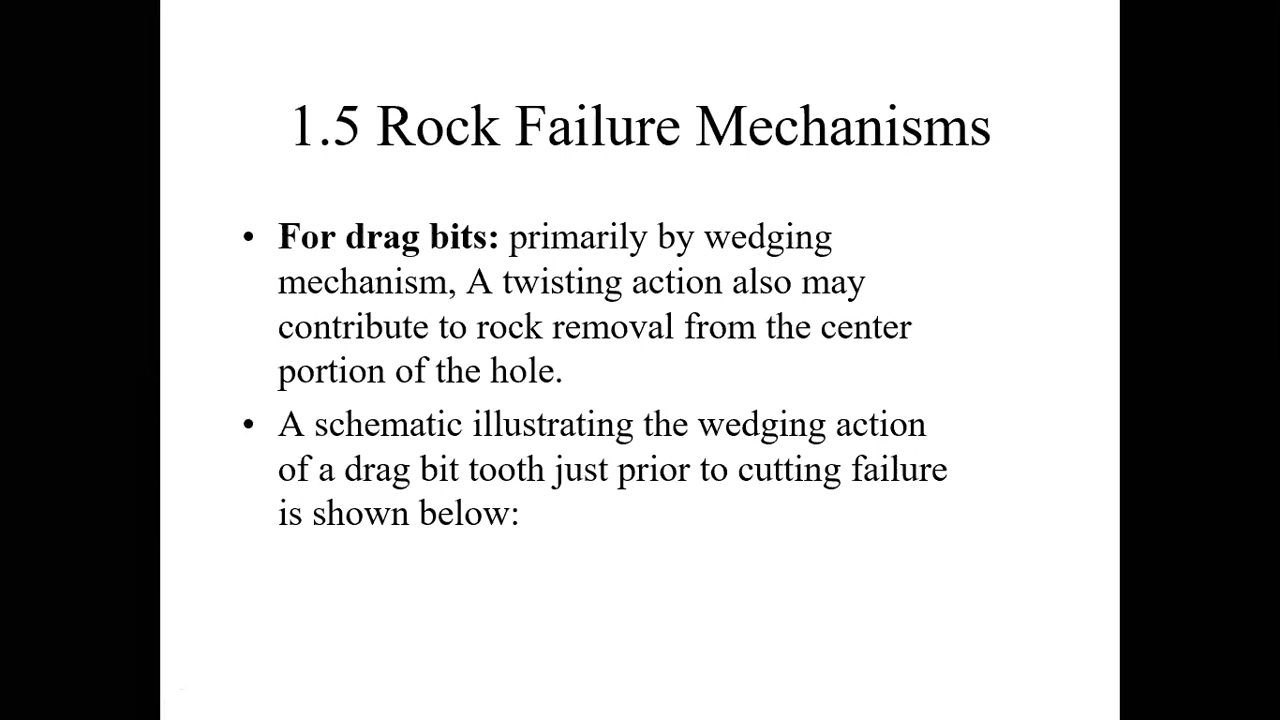 1.5 Rock Failure Mechanisms
• For drag bits: primarily by wedging
mechanism, A twisting action also may
contribute to rock removal from the center
portion of the hole.
• A schematic illustrating the wedging action
of a drag bit tooth just prior to cutting failure
is shown below: